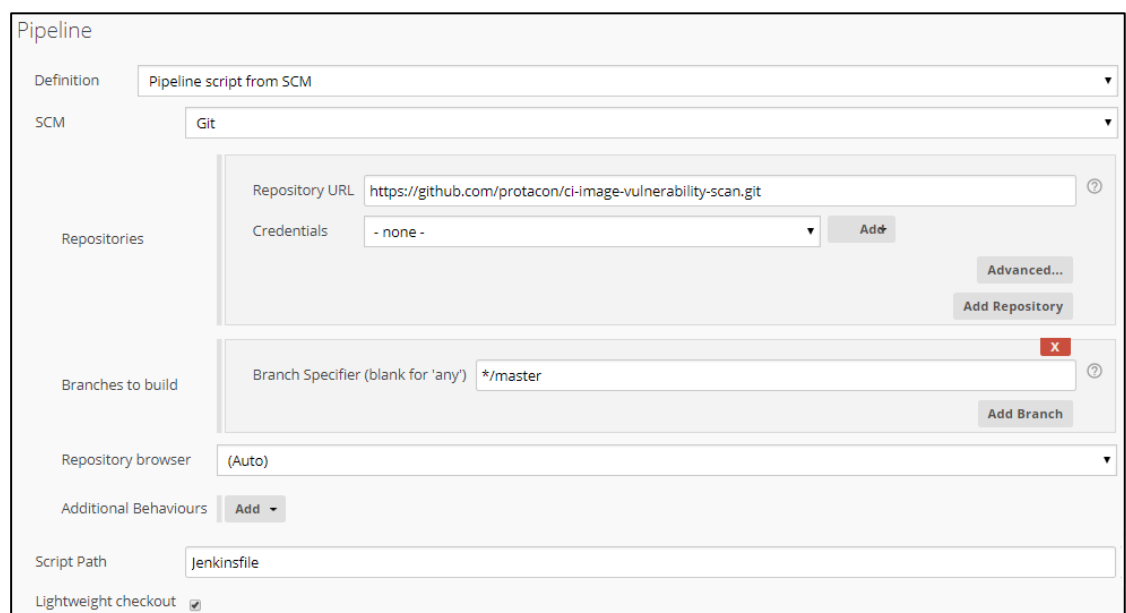 Pipeline
Definition Pipeline script from SCM
SCM Git
Repository URL https://github.com/protacon/ci-image-vulnerability-scan.git
Repositories Credentials - none - Add
Advanced...
Add Repository
X
Branches to build Branch Specifier (blank for 'any') */master
Add Branch
Repository browser (Auto)
Additional Behaviours Add
Script Path Jenkinsfile
Lightweight checkout